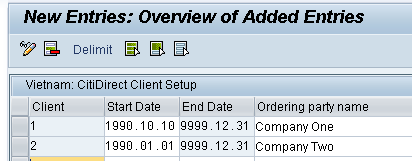 New Entries: Overview of Added Entries
Delimit
Vietnam: CitiDirect Client Setup
Client Start Date End Date Ordering party name
1 1990.10.10 9999.12.31 Company One
2 1990.01.01 9999.12.31 Company Two